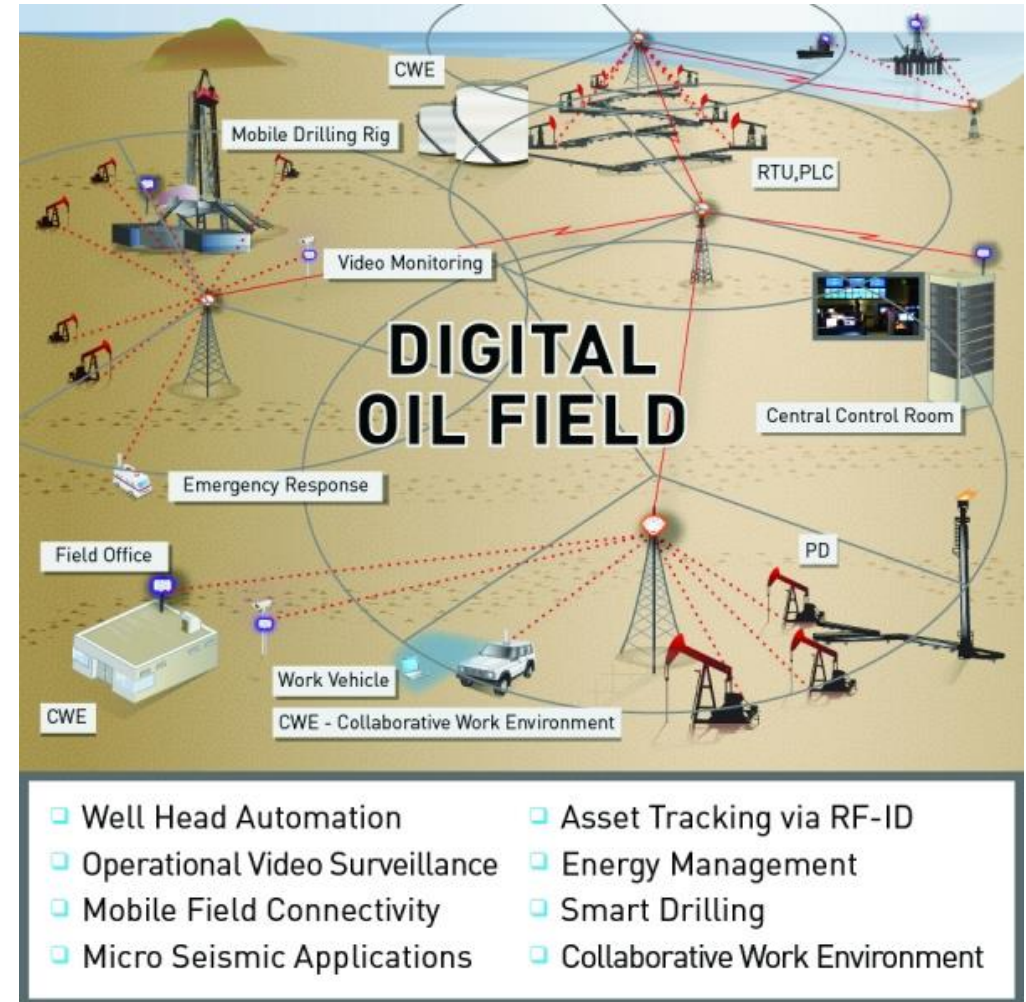 CWE
Mobile Drilling Rig
RTU,PLC
Video Monitoring
DIGITAL
OIL FIELD
Central Control Room
Emergency Response
Field Office
PD
Work Vehicle
CWE
CWE - Collaborative Work Environment
Well Head Automation
Operational Video Surveillance
Mobile Field Connectivity
Micro Seismic Applications
Asset Tracking via RF-ID
Energy Management
Smart Drilling
Collaborative Work Environment